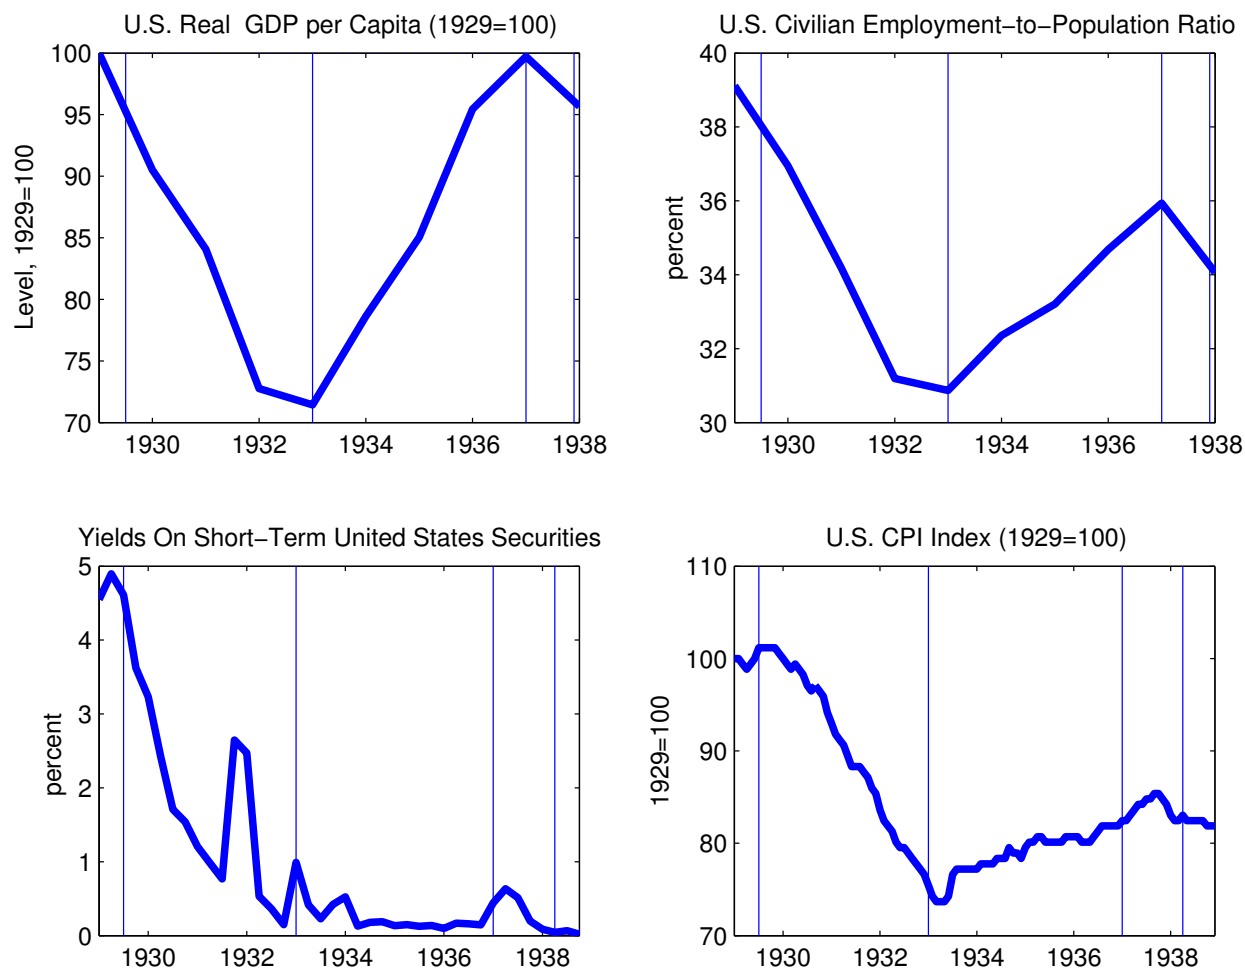 U.S. Real  GDP per Capita (1929=100)
Level, 1929=100
100
95
90
85
80
75
70
1930 1932 1934 1936 1938
U.S. Civilian Employment−to−Population Ratio
percent
40
38
36
34
32
30
1930 1932 1934 1936 1938
Yields On Short−Term United States Securities
percent
5
4
3
2
1
0
1930 1932 1934 1936 1938
U.S. CPI Index (1929=100)
1929=100
110
100
90
80
70
1930 1932 1934 1936 1938